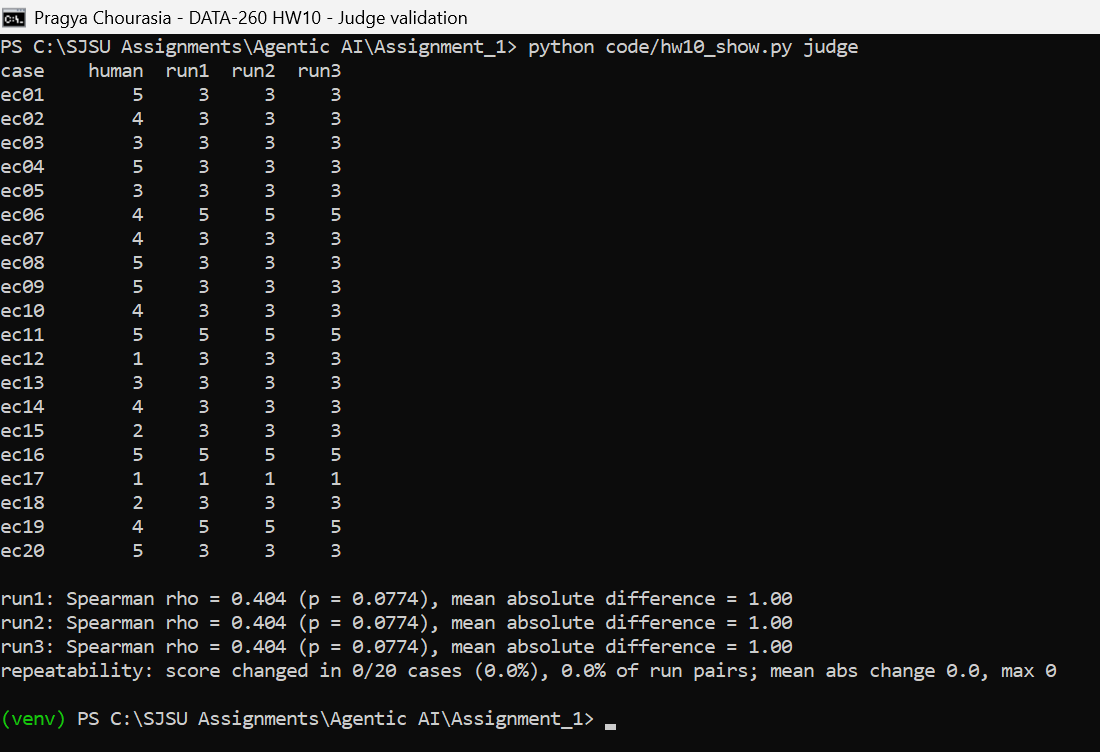 Pragya Chourasia - DATA-260 HW10 - Judge validation
PS C:\SJSU Assignments\Agentic AI\Assignment_1> python code/hw10_show.py judge
case    human  run1  run2  run3
ec01        5     3     3     3
ec02        4     3     3     3
ec03        3     3     3     3
ec04        5     3     3     3
ec05        3     3     3     3
ec06        4     5     5     5
ec07        4     3     3     3
ec08        5     3     3     3
ec09        5     3     3     3
ec10        4     3     3     3
ec11        5     5     5     5
ec12        1     3     3     3
ec13        3     3     3     3
ec14        4     3     3     3
ec15        2     3     3     3
ec16        5     5     5     5
ec17        1     1     1     1
ec18        2     3     3     3
ec19        4     5     5     5
ec20        5     3     3     3
run1: Spearman rho = 0.404 (p = 0.0774), mean absolute difference = 1.00
run2: Spearman rho = 0.404 (p = 0.0774), mean absolute difference = 1.00
run3: Spearman rho = 0.404 (p = 0.0774), mean absolute difference = 1.00
repeatability: score changed in 0/20 cases (0.0%), 0.0% of run pairs; mean abs change 0.0, max 0
(venv) PS C:\SJSU Assignments\Agentic AI\Assignment_1>